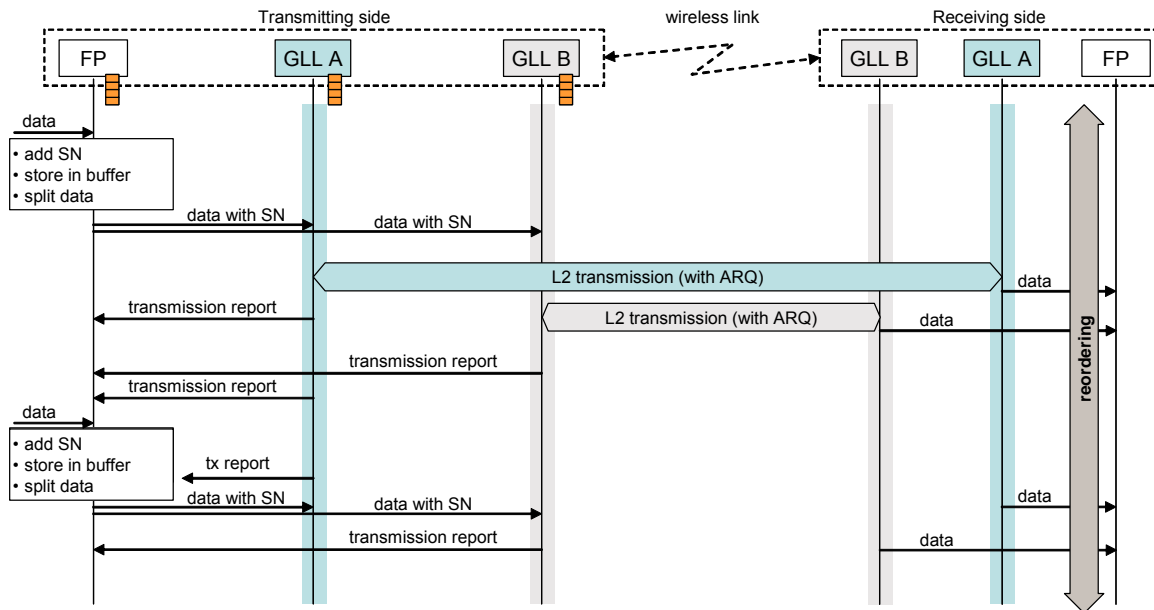 Transmitting side
wireless link
Receiving side
FP
GLL A
GLL B
GLL B
GLL A
FP
data
• add SN
• store in buffer
• split data
data with SN
data with SN
L2 transmission (with ARQ)
data
transmission report
L2 transmission (with ARQ)
data
reordering
transmission report
transmission report
data
• add SN
• store in buffer
• split data
tx report
data with SN
data with SN
data
transmission report
data